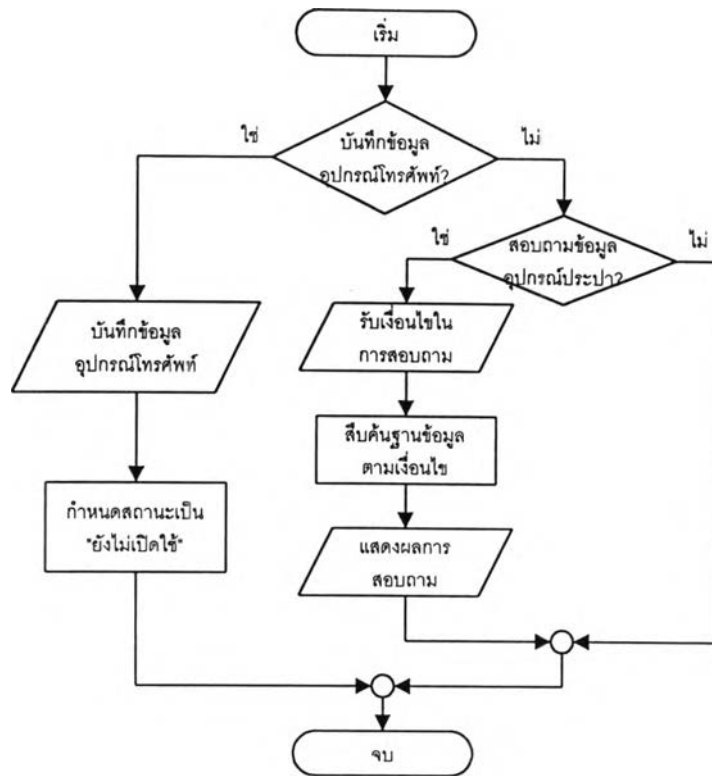 เริ่ม
ใช่
บันทึกข้อมูล
อุปกรณ์โทรศัพท์?
ไม่
ใช่
สอบถามข้อมูล
อุปกรณ์ประปา?
ไม่
บันทึกข้อมูล
อุปกรณ์โทรศัพท์
รับเงื่อนไขใน
การสอบถาม
สืบค้นฐานข้อมูล
ตามเงื่อนไข
กำหนดสถานะเป็น
"ยังไม่เปิดใช้"
แสดงผลการ
สอบถาม
จบ